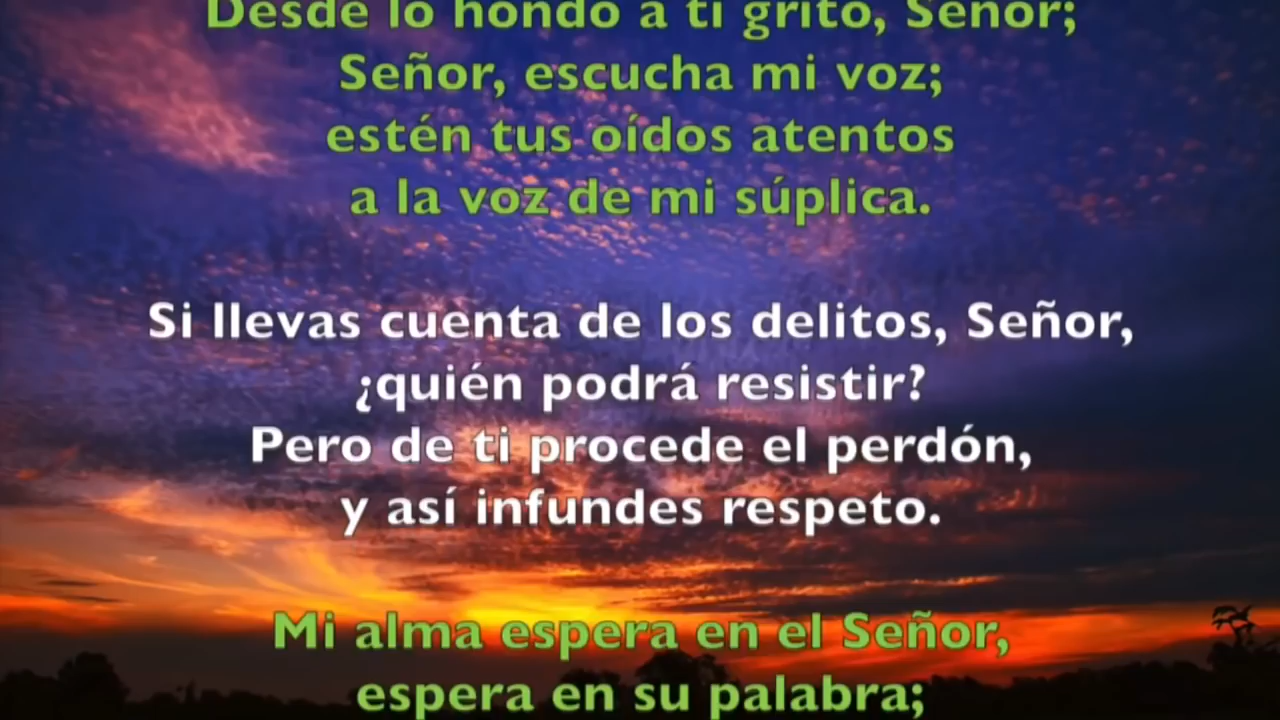 Desde lo hondo a ti grito, Señor;
Señor, escucha mi voz;
estén tus oídos atentos
a la voz de mi súplica.
Si llevas cuenta de los delitos, Señor,
¿quién podrá resistir?
Pero de ti procede el perdón,
y así infundes respeto.
Mi alma espera en el Señor,
espera en su palabra;